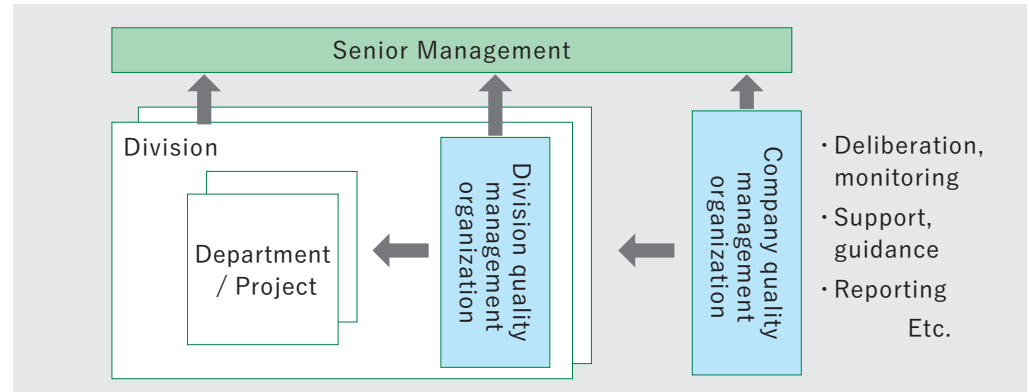 Senior Management
Division
Department
/ Project
Division quality
management
organization
Company quality
management
organization
・Deliberation,
monitoring
・Support,
guidance
・Reporting
Etc.